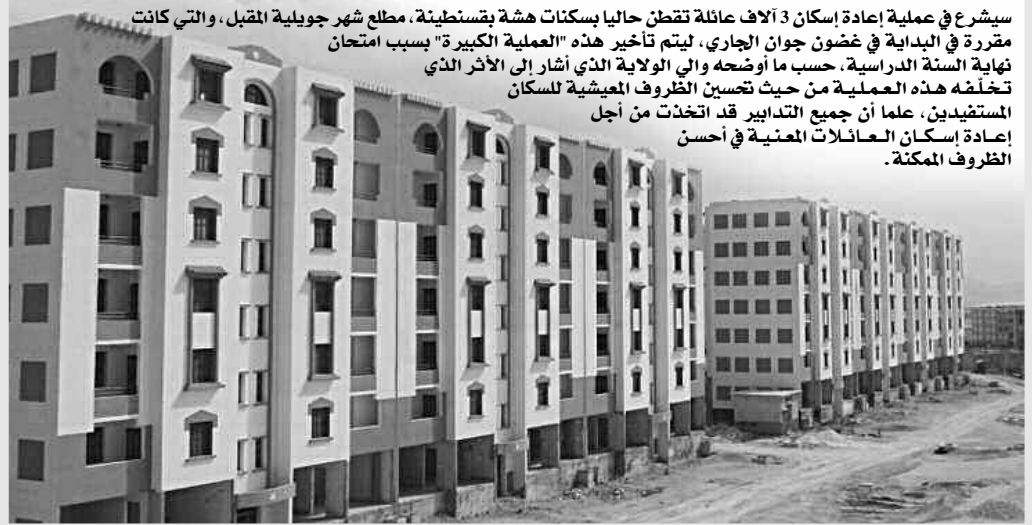 سيشرع في عملية إعادة إسكان 3 آلاف عائلة تقطن حاليا بسكنات هشة بقسنطينة، مطلع شهر جويلية المقبل، والتي كانت
مقررة في البداية في غضون جوان الجاري، ليتم تأخير هذه "العملية الكبيرة" بسبب امتحان
نهاية السنة الدراسية، حسب ما أوضحه والي الولاية الذي أشار إلى الأثر الذي
تخلّفه هذه العملية من حيث تحسين الظروف المعيشية للسكان
المستفيدين، علما أن جميع التدابير قد اتخذت من أجل
إعادة إسكان العائلات المعنية في أحسن
الظروف الممكنة.